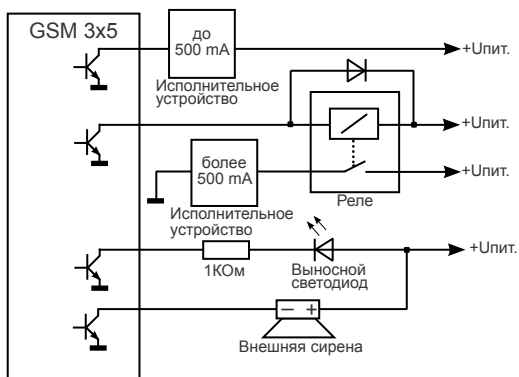 GSM 3x5
до
500 mA
Исполнительное
устройство
+Uпит.
+Uпит.
более
500 mA
+Uпит.
Реле
Исполнительное
устройство
+Uпит.
1КОм
Выносной
светодиод
− +
Внешняя сирена